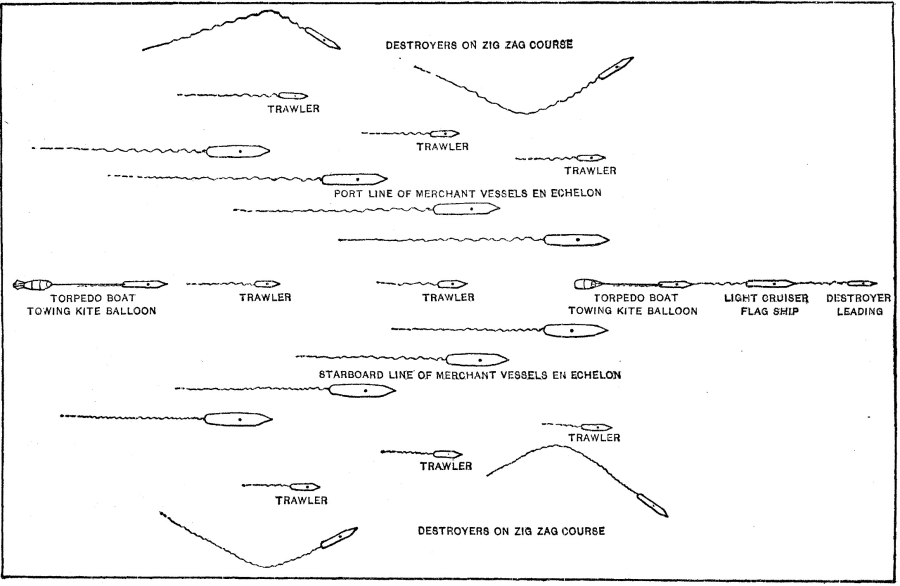 DESTROYERS ON ZIG ZAG COURSE
TRAWLER
TRAWLER
TRAWLER
PORT LINE OF MERCHANT VESSELS EN ECHELON
TORPEDO BOAT
TOWING KITE BALLOON
TRAWLER
TRAWLER
TORPEDO BOAT
TOWING KITE BALLOON
LIGHT CRUISER
FLAG SHIP
DESTROYER
LEADING
STARBOARD LINE OF MERCHANT VESSELS EN ECHELON
TRAWLER
TRAWLER
TRAWLER
DESTROYERS ON ZIG ZAG COURSE